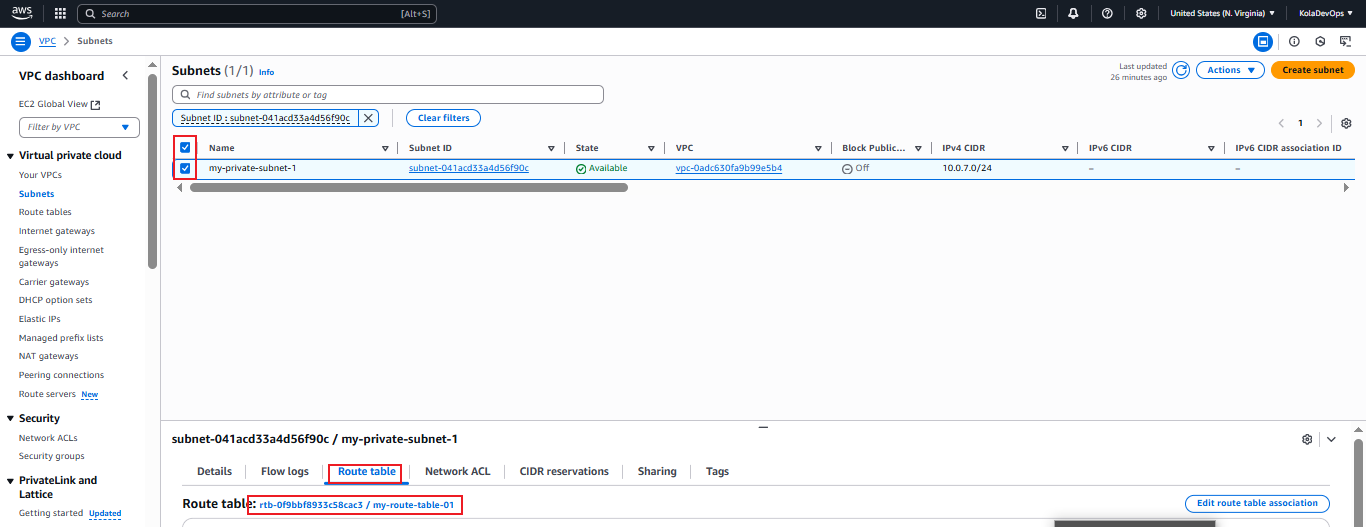 aws
Search
[Alt+S]
United States (N. Virginia)
KolaDevOps
VPC
Subnets
VPC dashboard
EC2 Global View
Filter by VPC
Virtual private cloud
Your VPCs
Subnets
Route tables
Internet gateways
Egress-only internet
gateways
Carrier gateways
DHCP option sets
Elastic IPs
Managed prefix lists
NAT gateways
Peering connections
Route servers New
Security
Network ACLs
Security groups
PrivateLink and
Lattice
Getting started Updated
Subnets (1/1) Info
Last updated
26 minutes ago
Actions
Create subnet
Find subnets by attribute or tag
Subnet ID : subnet-041acd33a4d56f90c
Clear filters
1
Name Subnet ID State VPC Block Public... IPv4 CIDR IPv6 CIDR IPv6 CIDR association ID
my-private-subnet-1 subnet-041acd33a4d56f90c Available vpc-0adc630fa9b99e5b4 Off 10.0.7.0/24 – –
subnet-041acd33a4d56f90c / my-private-subnet-1
Details Flow logs Route table Network ACL CIDR reservations Sharing Tags
Route table: rtb-0f9bbf8933c58cac3 / my-route-table-01
Edit route table association